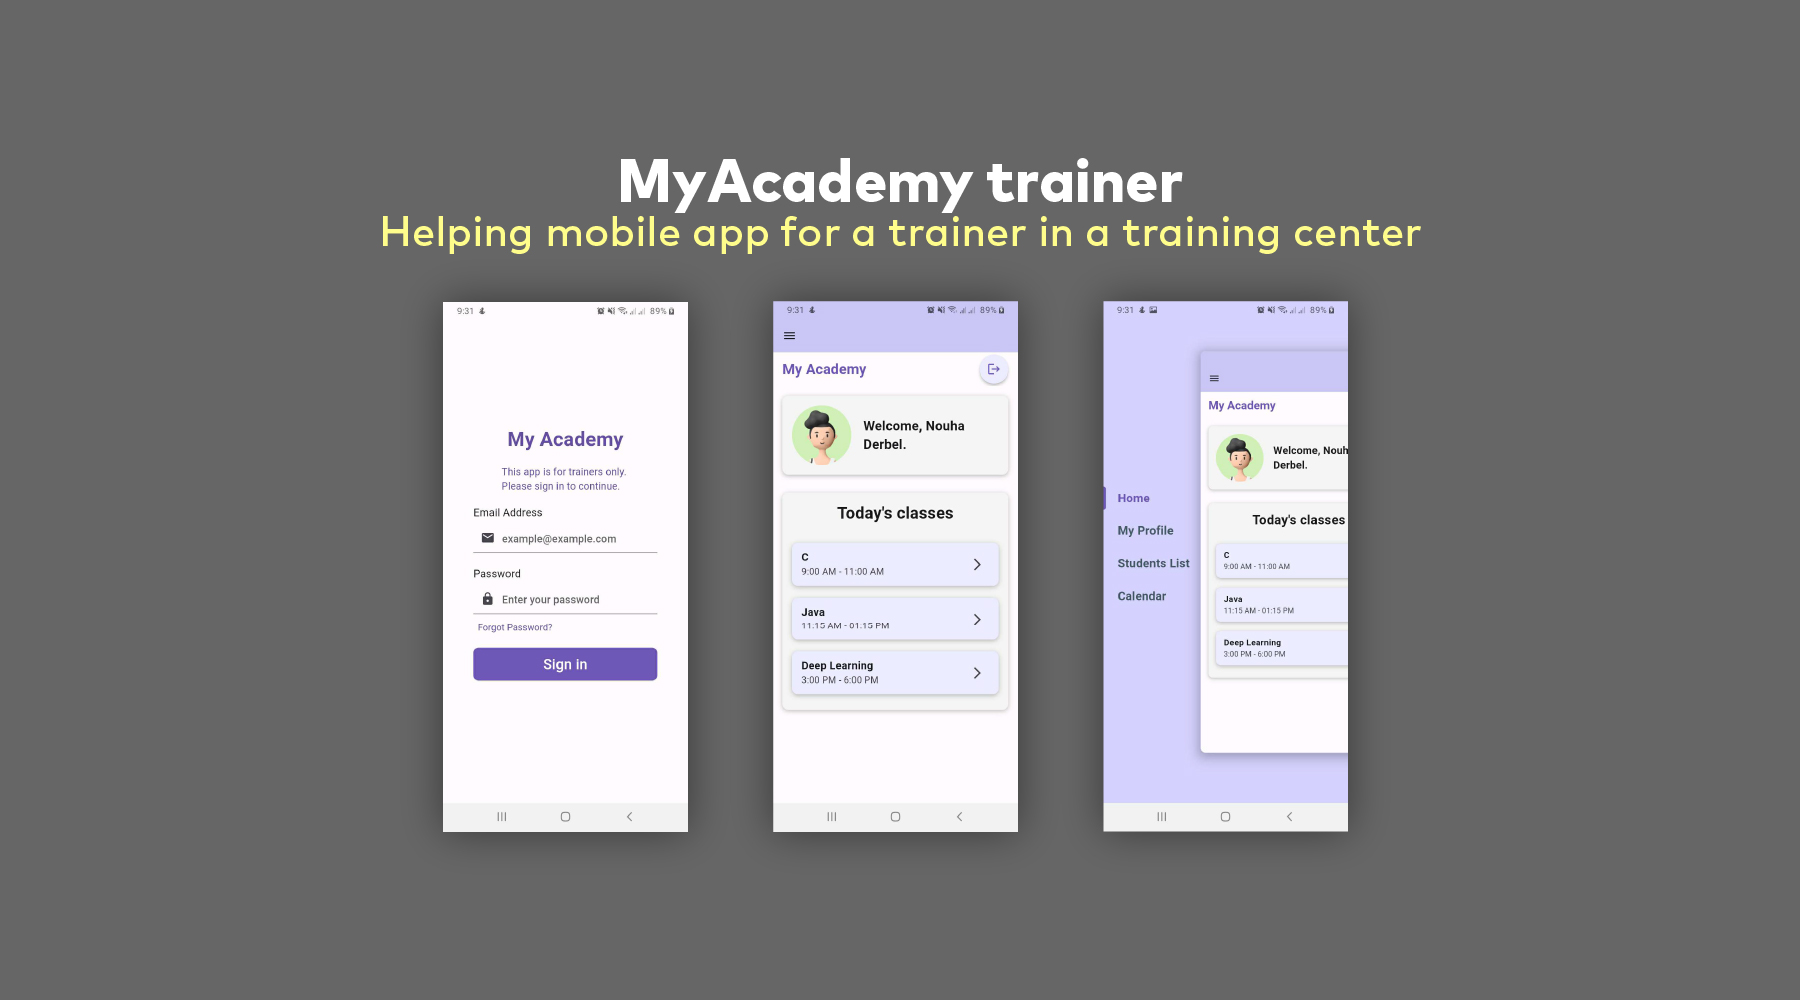 MyAcademy trainer
Helping mobile app for a trainer in a training center
9:31
89%
My Academy
This app is for trainers only.
Please sign in to continue.
Email Address
example@example.com
Password
Enter your password
Forgot Password?
Sign in
9:31
89%
My Academy
Welcome, Nouha
Derbel.
Today's classes
C
9:00 AM - 11:00 AM
Java
11:15 AM - 01:15 PM
Deep Learning
3:00 PM - 6:00 PM
9:31
89%
Home
My Profile
Students List
Calendar
My Academy
Welcome, Nouh
Derbel.
Today's classes
C
9:00 AM - 11:00 AM
Java
11:15 AM - 01:15 PM
Deep Learning
3:00 PM - 6:00 PM